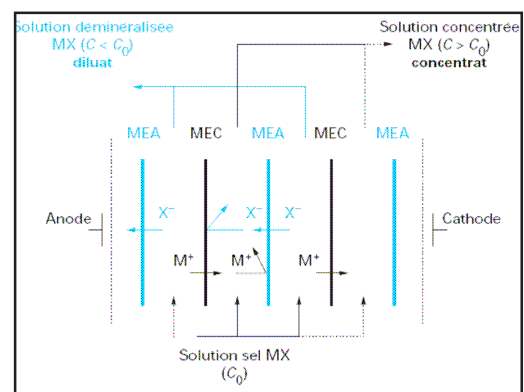 Solution démineralisée
MX (C < C₀)
diluat
Solution concentrée
MX (C > C₀)
concentrat
MEA MEC MEA MEC MEA
Anode
X⁻ X⁻ X⁻
Cathode
M⁺ M⁺ M⁺
Solution sel MX
(C₀)